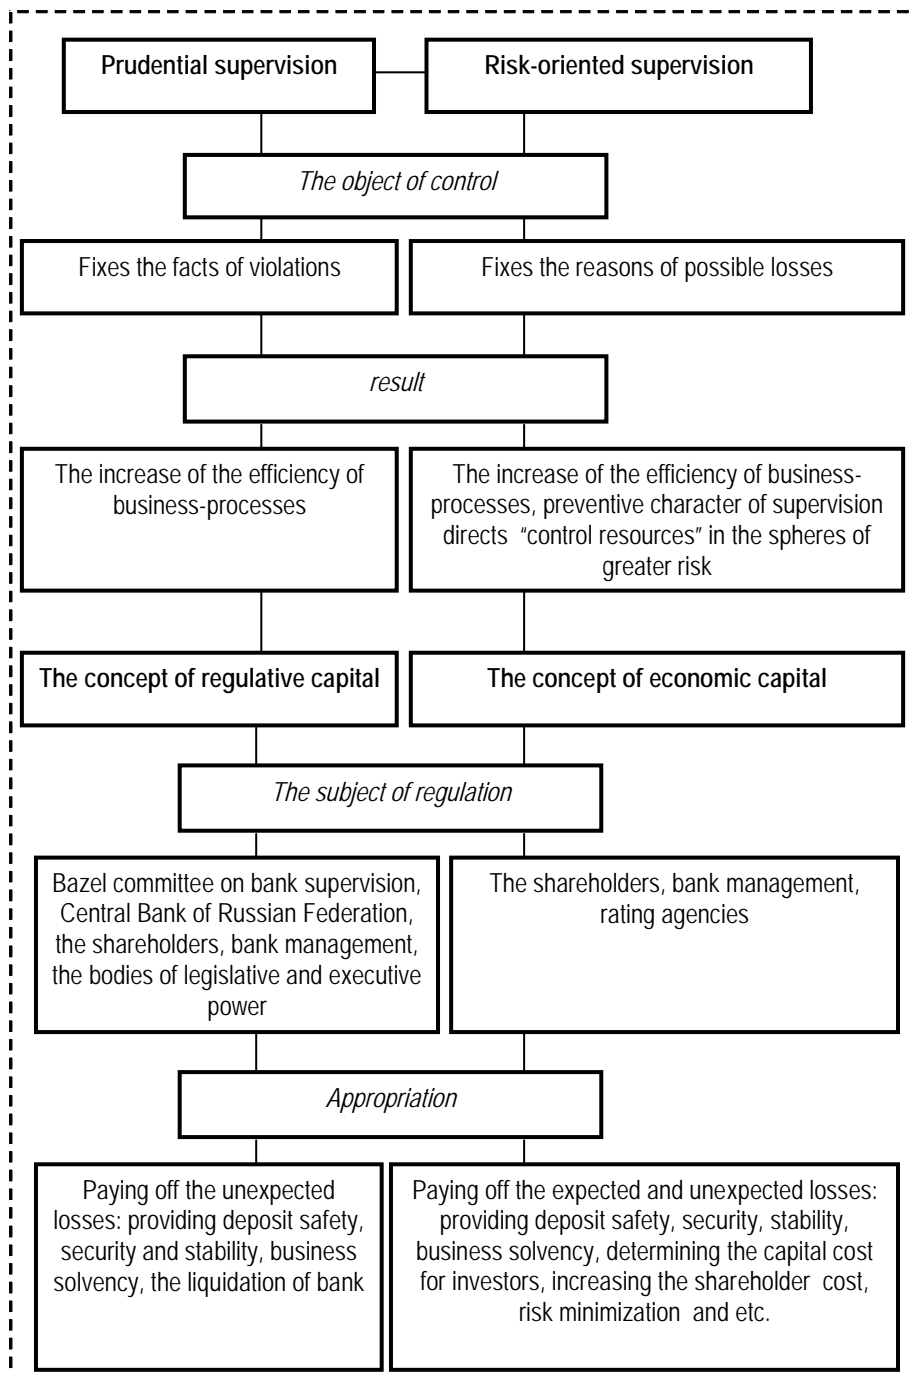 Prudential supervision
Risk-oriented supervision
The object of control
Fixes the facts of violations
Fixes the reasons of possible losses
result
The increase of the efficiency of
business-processes
The increase of the efficiency of business-
processes, preventive character of supervision
directs "control resources" in the spheres of
greater risk
The concept of regulative capital
The concept of economic capital
The subject of regulation
Bazel committee on bank supervision,
Central Bank of Russian Federation,
the shareholders, bank management,
the bodies of legislative and executive
power
The shareholders, bank management,
rating agencies
Appropriation
Paying off the unexpected
losses: providing deposit safety,
security and stability, business
solvency, the liquidation of bank
Paying off the expected and unexpected losses:
providing deposit safety, security, stability,
business solvency, determining the capital cost
for investors, increasing the shareholder cost,
risk minimization and etc.